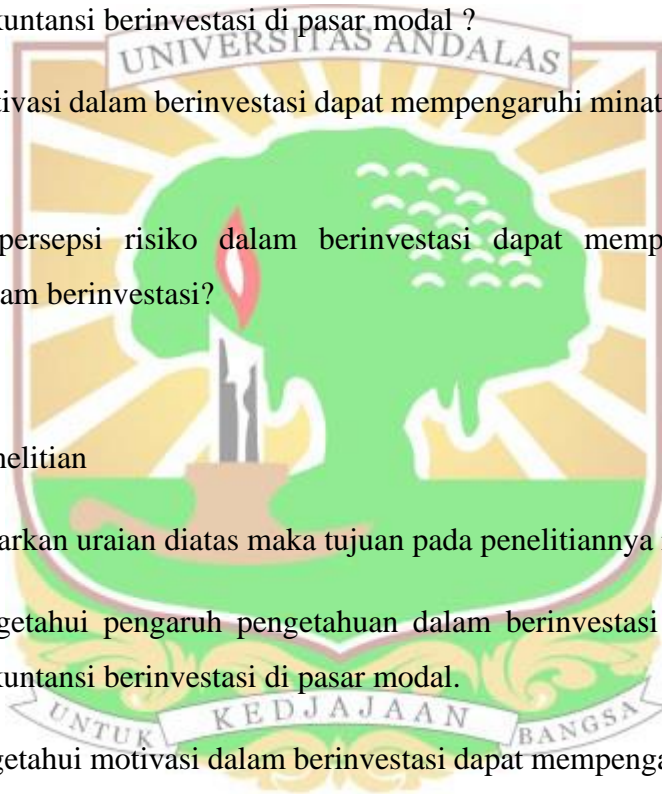 kuntansi berinvestasi di pasar modal ?
UNIVERSITAS ANDALAS
tivasi dalam berinvestasi dapat mempengaruhi minat
persepsi risiko dalam berinvestasi dapat memp
am berinvestasi?
nelitian
arkan uraian diatas maka tujuan pada penelitiannya
getahui pengaruh pengetahuan dalam berinvestasi
kuntansi berinvestasi di pasar modal.
UNTUK KEDJAJAAN BANGSA
getahui motivasi dalam berinvestasi dapat mempenga